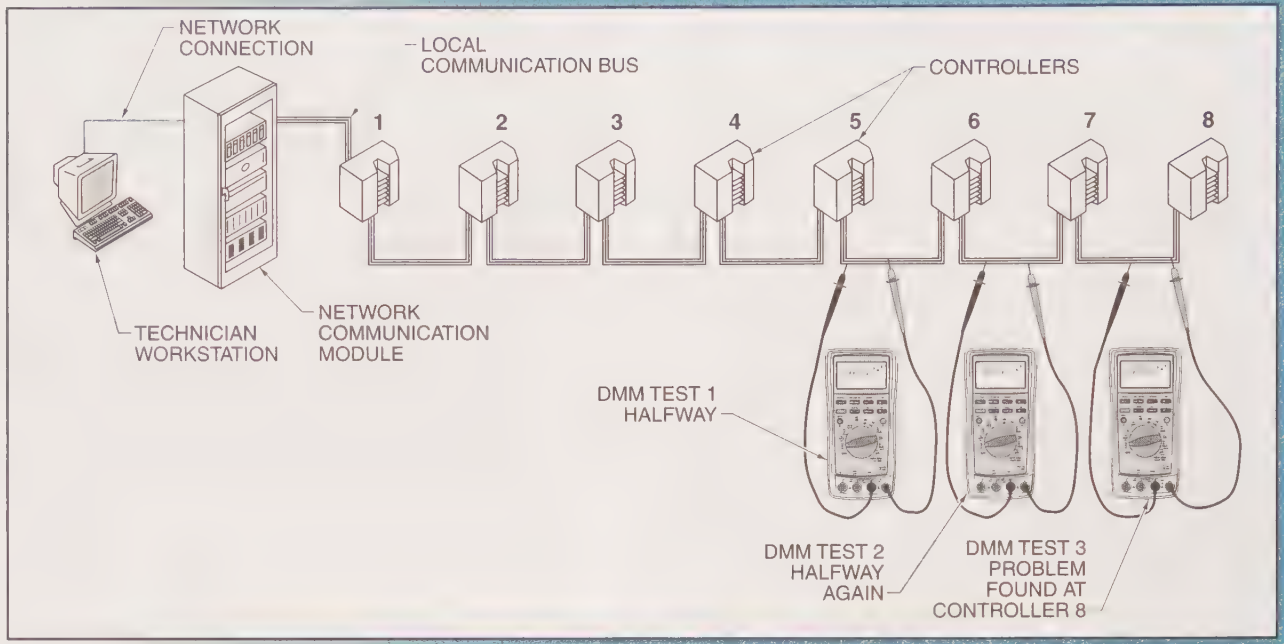 NETWORK
CONNECTION
LOCAL
COMMUNICATION BUS
CONTROLLERS
1
2
3
4
5
6
7
8
TECHNICIAN
WORKSTATION
NETWORK
COMMUNICATION
MODULE
DMM TEST 1
HALFWAY
DMM TEST 2
HALFWAY
AGAIN
DMM TEST 3
PROBLEM
FOUND AT
CONTROLLER 8